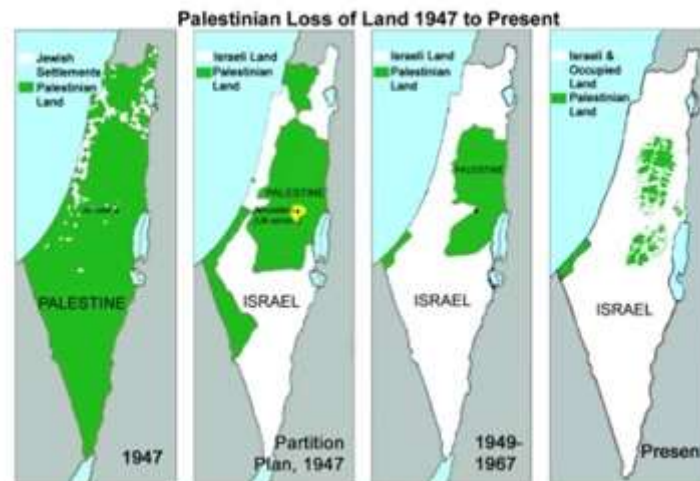 Palestinian Loss of Land 1947 to Present
Jewish
Settlements
Palestinian
Land
PALESTINE
1947
Israeli Land
Palestinian
Land
PALESTINE
ISRAEL
Partition
Plan, 1947
Israeli Land
Palestinian
Land
PALESTINE
ISRAEL
1949-
1967
Israeli &
Occupied
Land
Palestinian
Land
ISRAEL
Presen